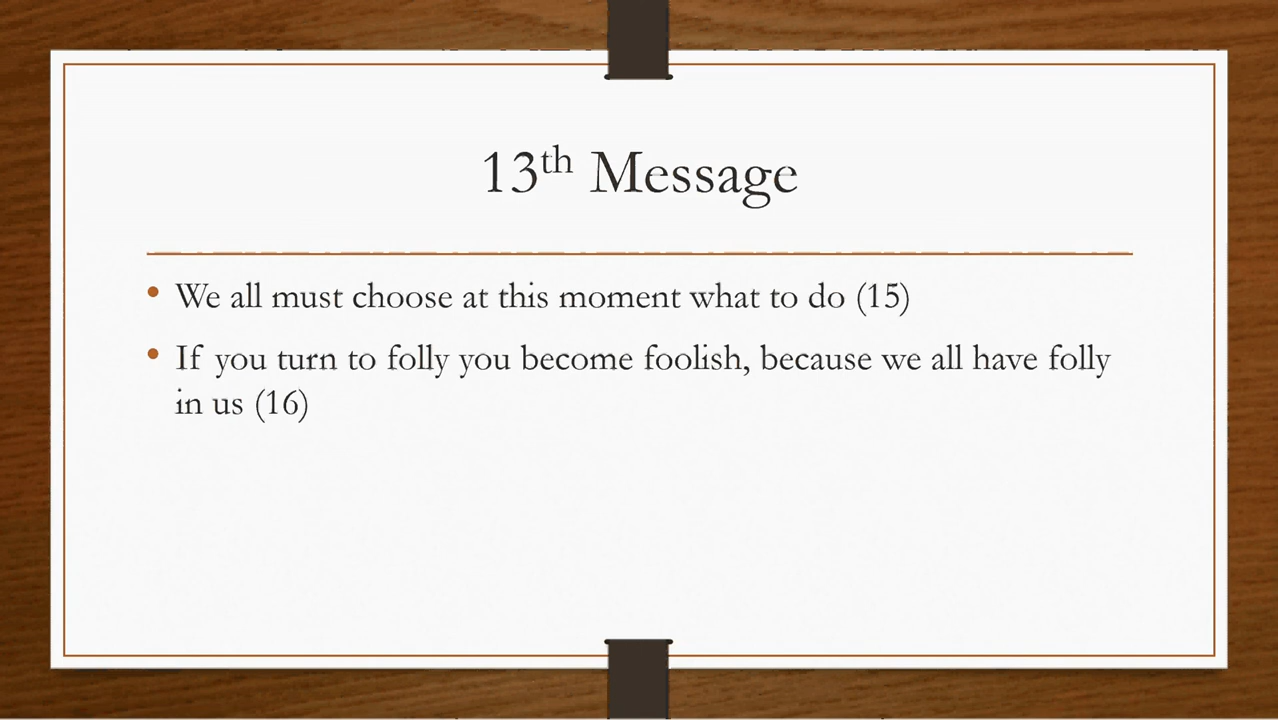 13th Message
• We all must choose at this moment what to do (15)
• If you turn to folly you become foolish, because we all have folly
in us (16)